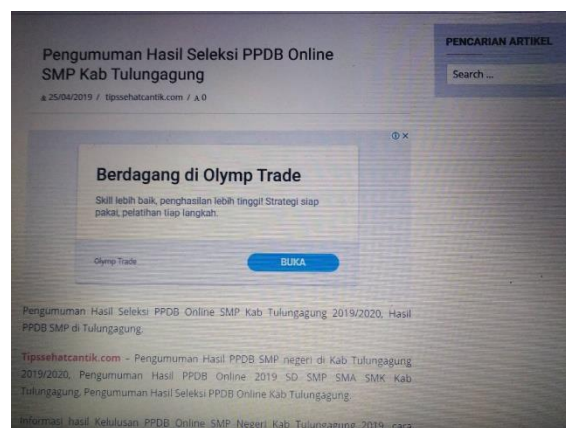 Pengumuman Hasil Seleksi PPDB Online
SMP Kab Tulungagung
25/04/2019 / tipssehatcantik.com / 0
PENCARIAN ARTIKEL
Search ...
Berdagang di Olymp Trade
Skill lebih baik, penghasilan lebih tinggi! Strategi siap
pakai, pelatihan tiap langkah.
Olymp Trade
BUKA
Pengumuman Hasil Seleksi PPDB Online SMP Kab Tulungagung 2019/2020, Hasil
PPDB SMP di Tulungagung.
Tipssehatcantik.com - Pengumuman Hasil PPDB SMP negeri di Kab Tulungagung
2019/2020, Pengumuman Hasil PPDB Online 2019 SD SMP SMA SMK Kab
Tulungagung, Pengumuman Hasil Seleksi PPDB Online Kab Tulungagung.
Informasi hasil Kelulusan PPDB Online SMP Negeri Kab Tulungagung 2019, cara